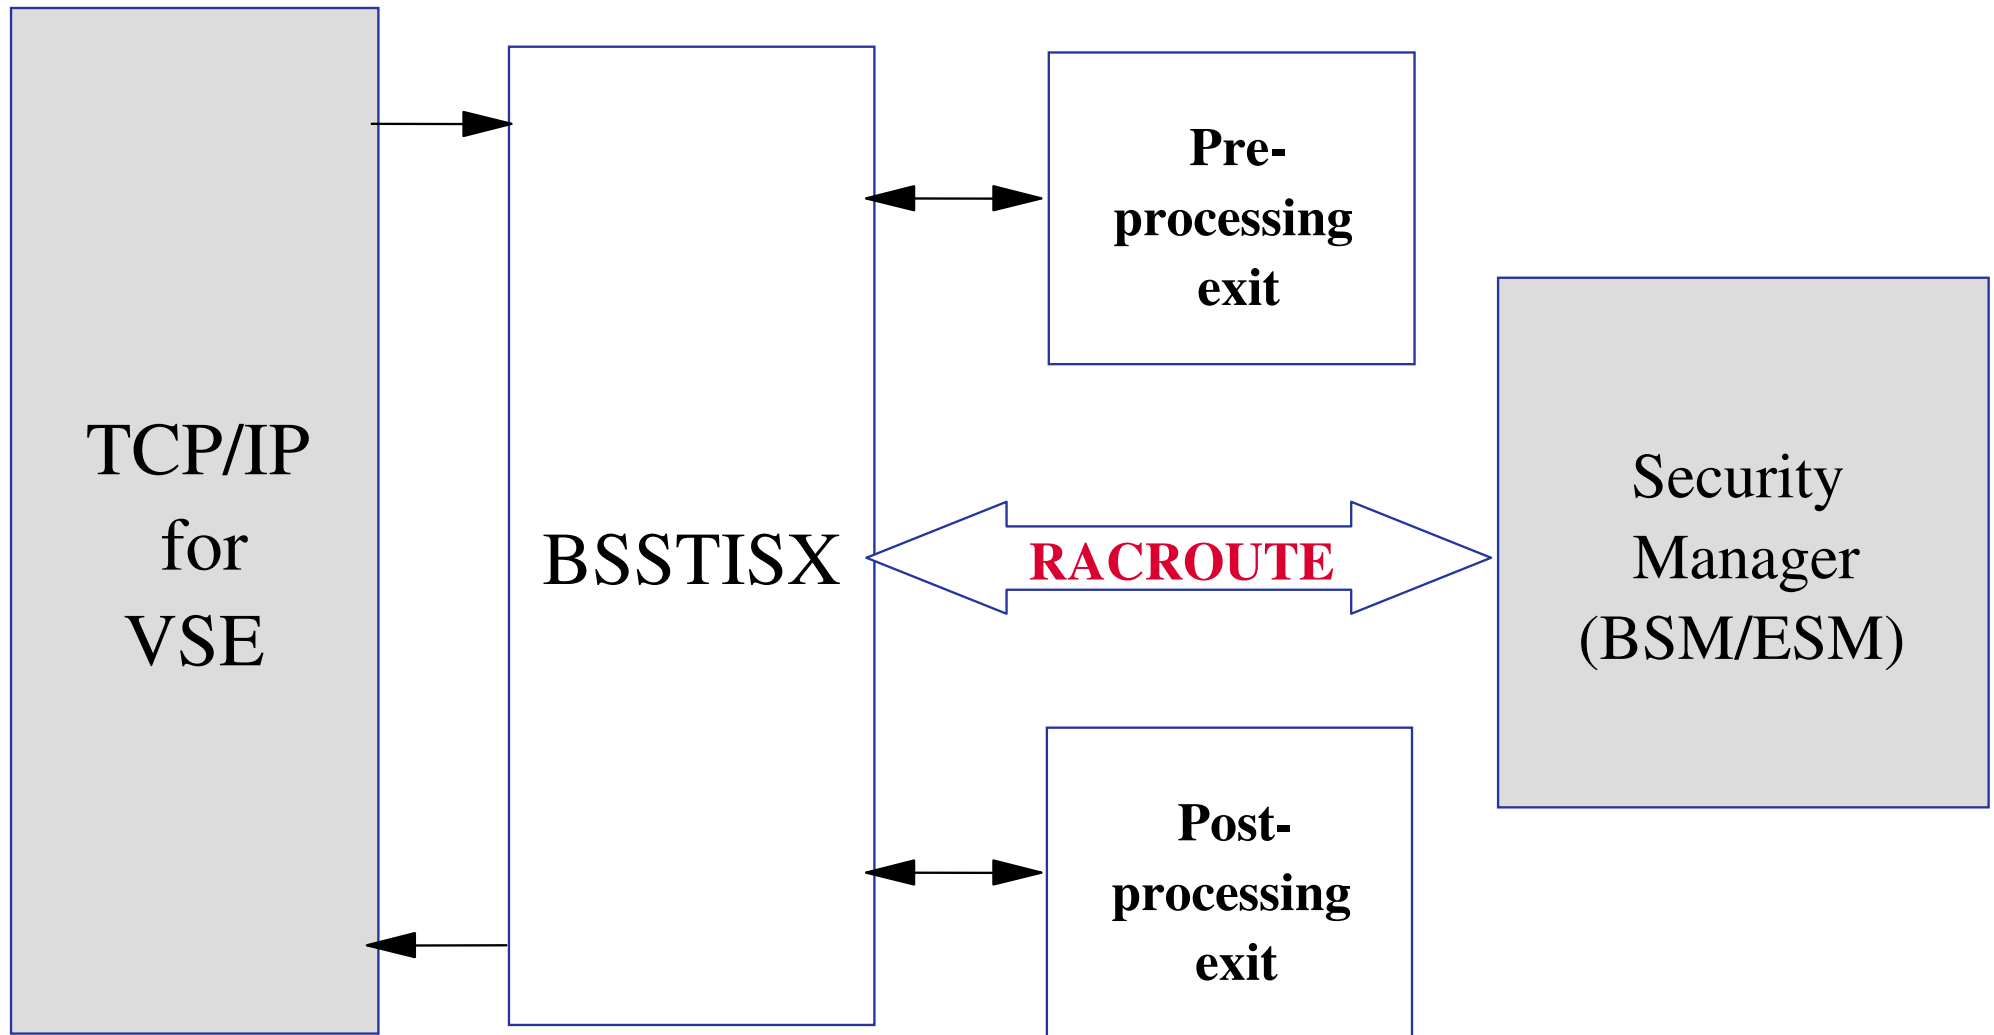 TCP/IP
for
VSE
BSSTISX
Pre-
processing
exit
RACROUTE
Post-
processing
exit
Security
Manager
(BSM/ESM)